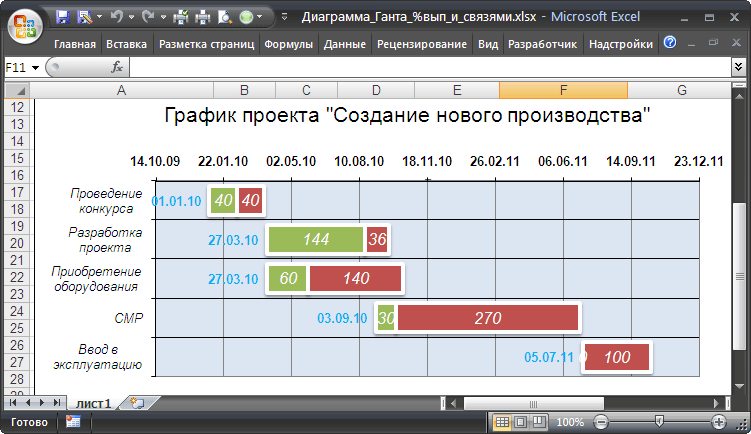 Диаграмма_Ганта_%вып_и_связями.xlsx - Microsoft Excel
Главная Вставка Разметка страниц Формулы Данные Рецензирование Вид Разработчик Надстройки
F11 fx
A B C D E F G
12
13
14
15
16
17
18
19
20
21
22
23
24
25
26
27
28
График проекта "Создание нового производства"
14.10.09 22.01.10 02.05.10 10.08.10 18.11.10 26.02.11 06.06.11 14.09.11 23.12.11
Проведение
конкурса
01.01.10 40 40
Разработка
проекта
27.03.10 144 36
Приобретение
оборудования
27.03.10 60 140
СМР
03.09.10 30 270
Ввод в
эксплуатацию
05.07.11 0 100
лист1
Готово 100%